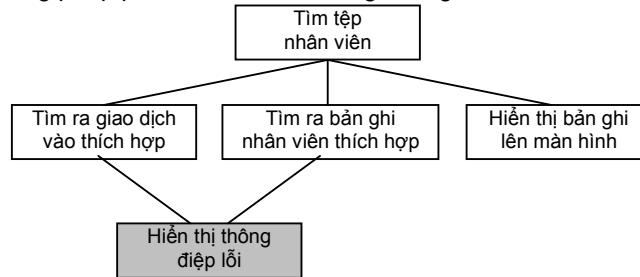 Tìm tệp
nhân viên
Tìm ra giao dịch
vào thích hợp
Tìm ra bản ghi
nhân viên thích hợp
Hiển thị bản ghi
lên màn hình
Hiển thị thông
điệp lỗi